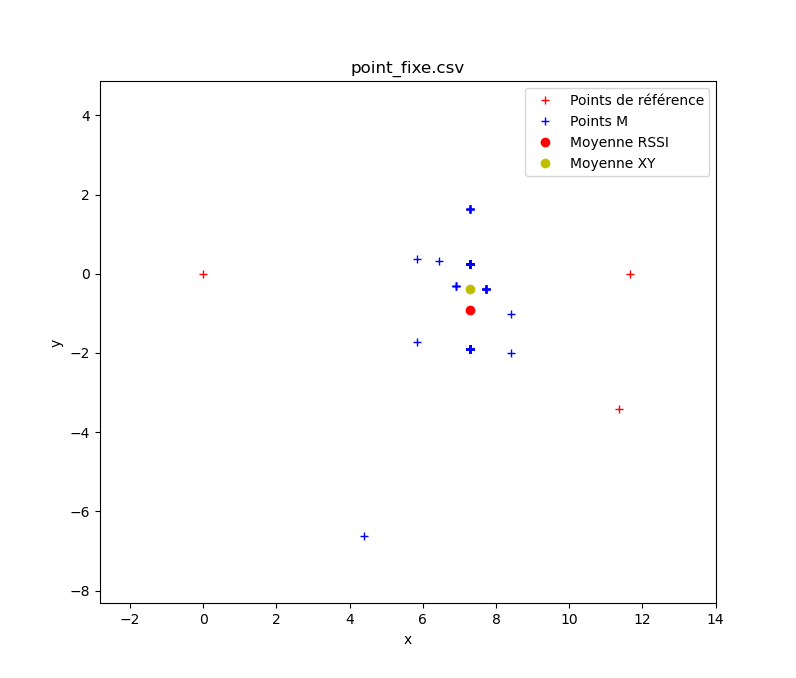 point_fixe.csv
Points de référence
Points M
Moyenne RSSI
Moyenne XY
4
2
0
−2
−4
−6
−8
y
−2
0
2
4
6
8
10
12
14
x